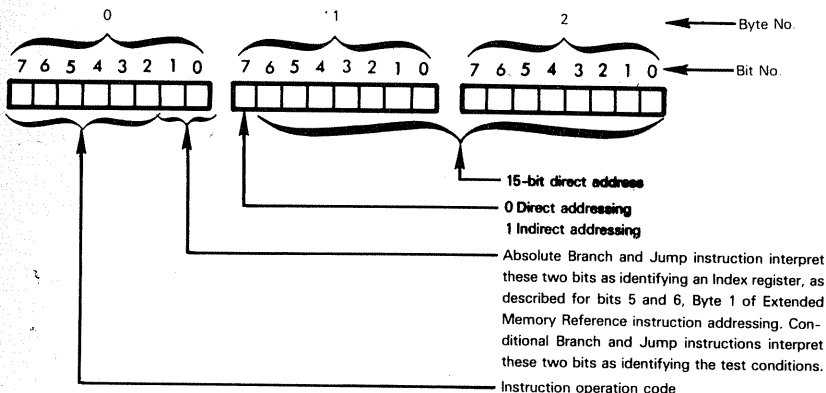 0 1 2 Byte No.
7 6 5 4 3 2 1 0 7 6 5 4 3 2 1 0 7 6 5 4 3 2 1 0 Bit No.
15-bit direct address
0 Direct addressing
1 Indirect addressing
Absolute Branch and Jump instruction interpret
these two bits as identifying an Index register, as
described for bits 5 and 6, Byte 1 of Extended
Memory Reference instruction addressing. Con-
ditional Branch and Jump instructions interpret
these two bits as identifying the test conditions.
Instruction operation code